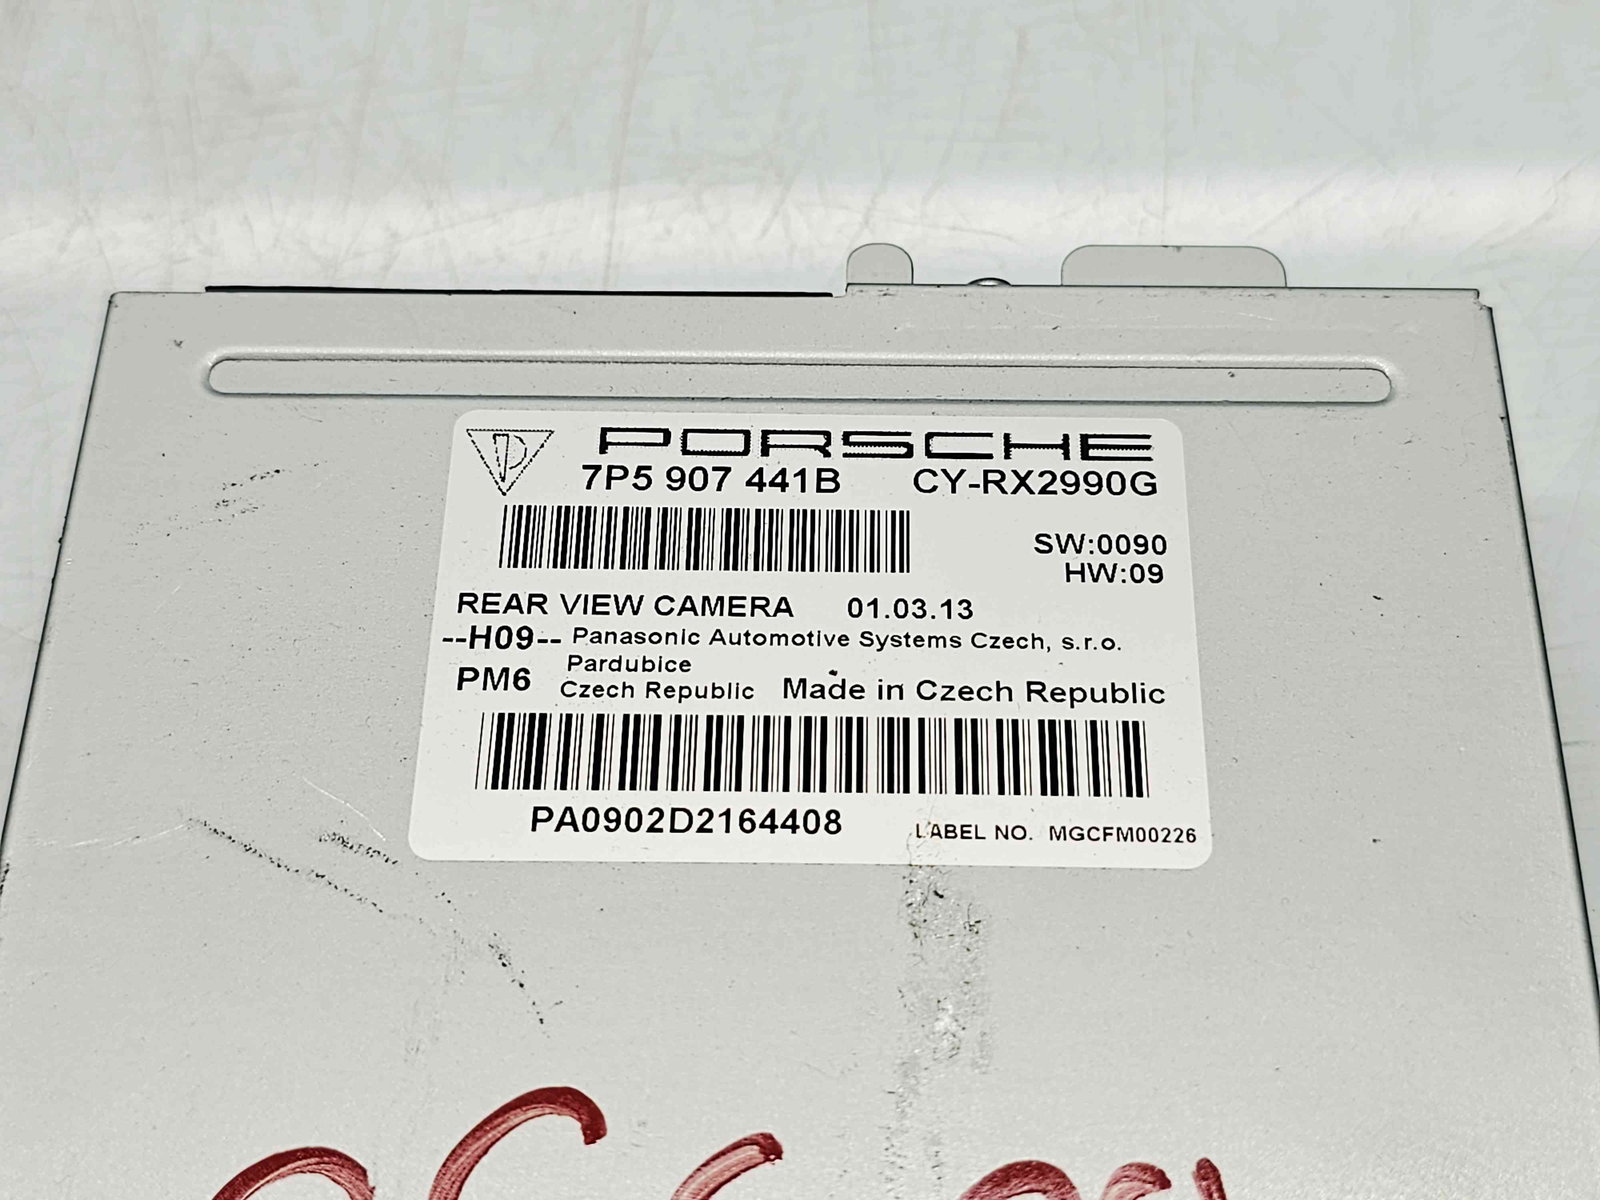 PORSCHE
7P5 907 441B CY-RX2990G
SW:0090
HW:09
REAR VIEW CAMERA 01.03.13
--H09-- Panasonic Automotive Systems Czech, s.r.o.
Pardubice
PM6 Czech Republic Made in Czech Republic
PA0902D2164408
LABEL NO. MGCFM00226